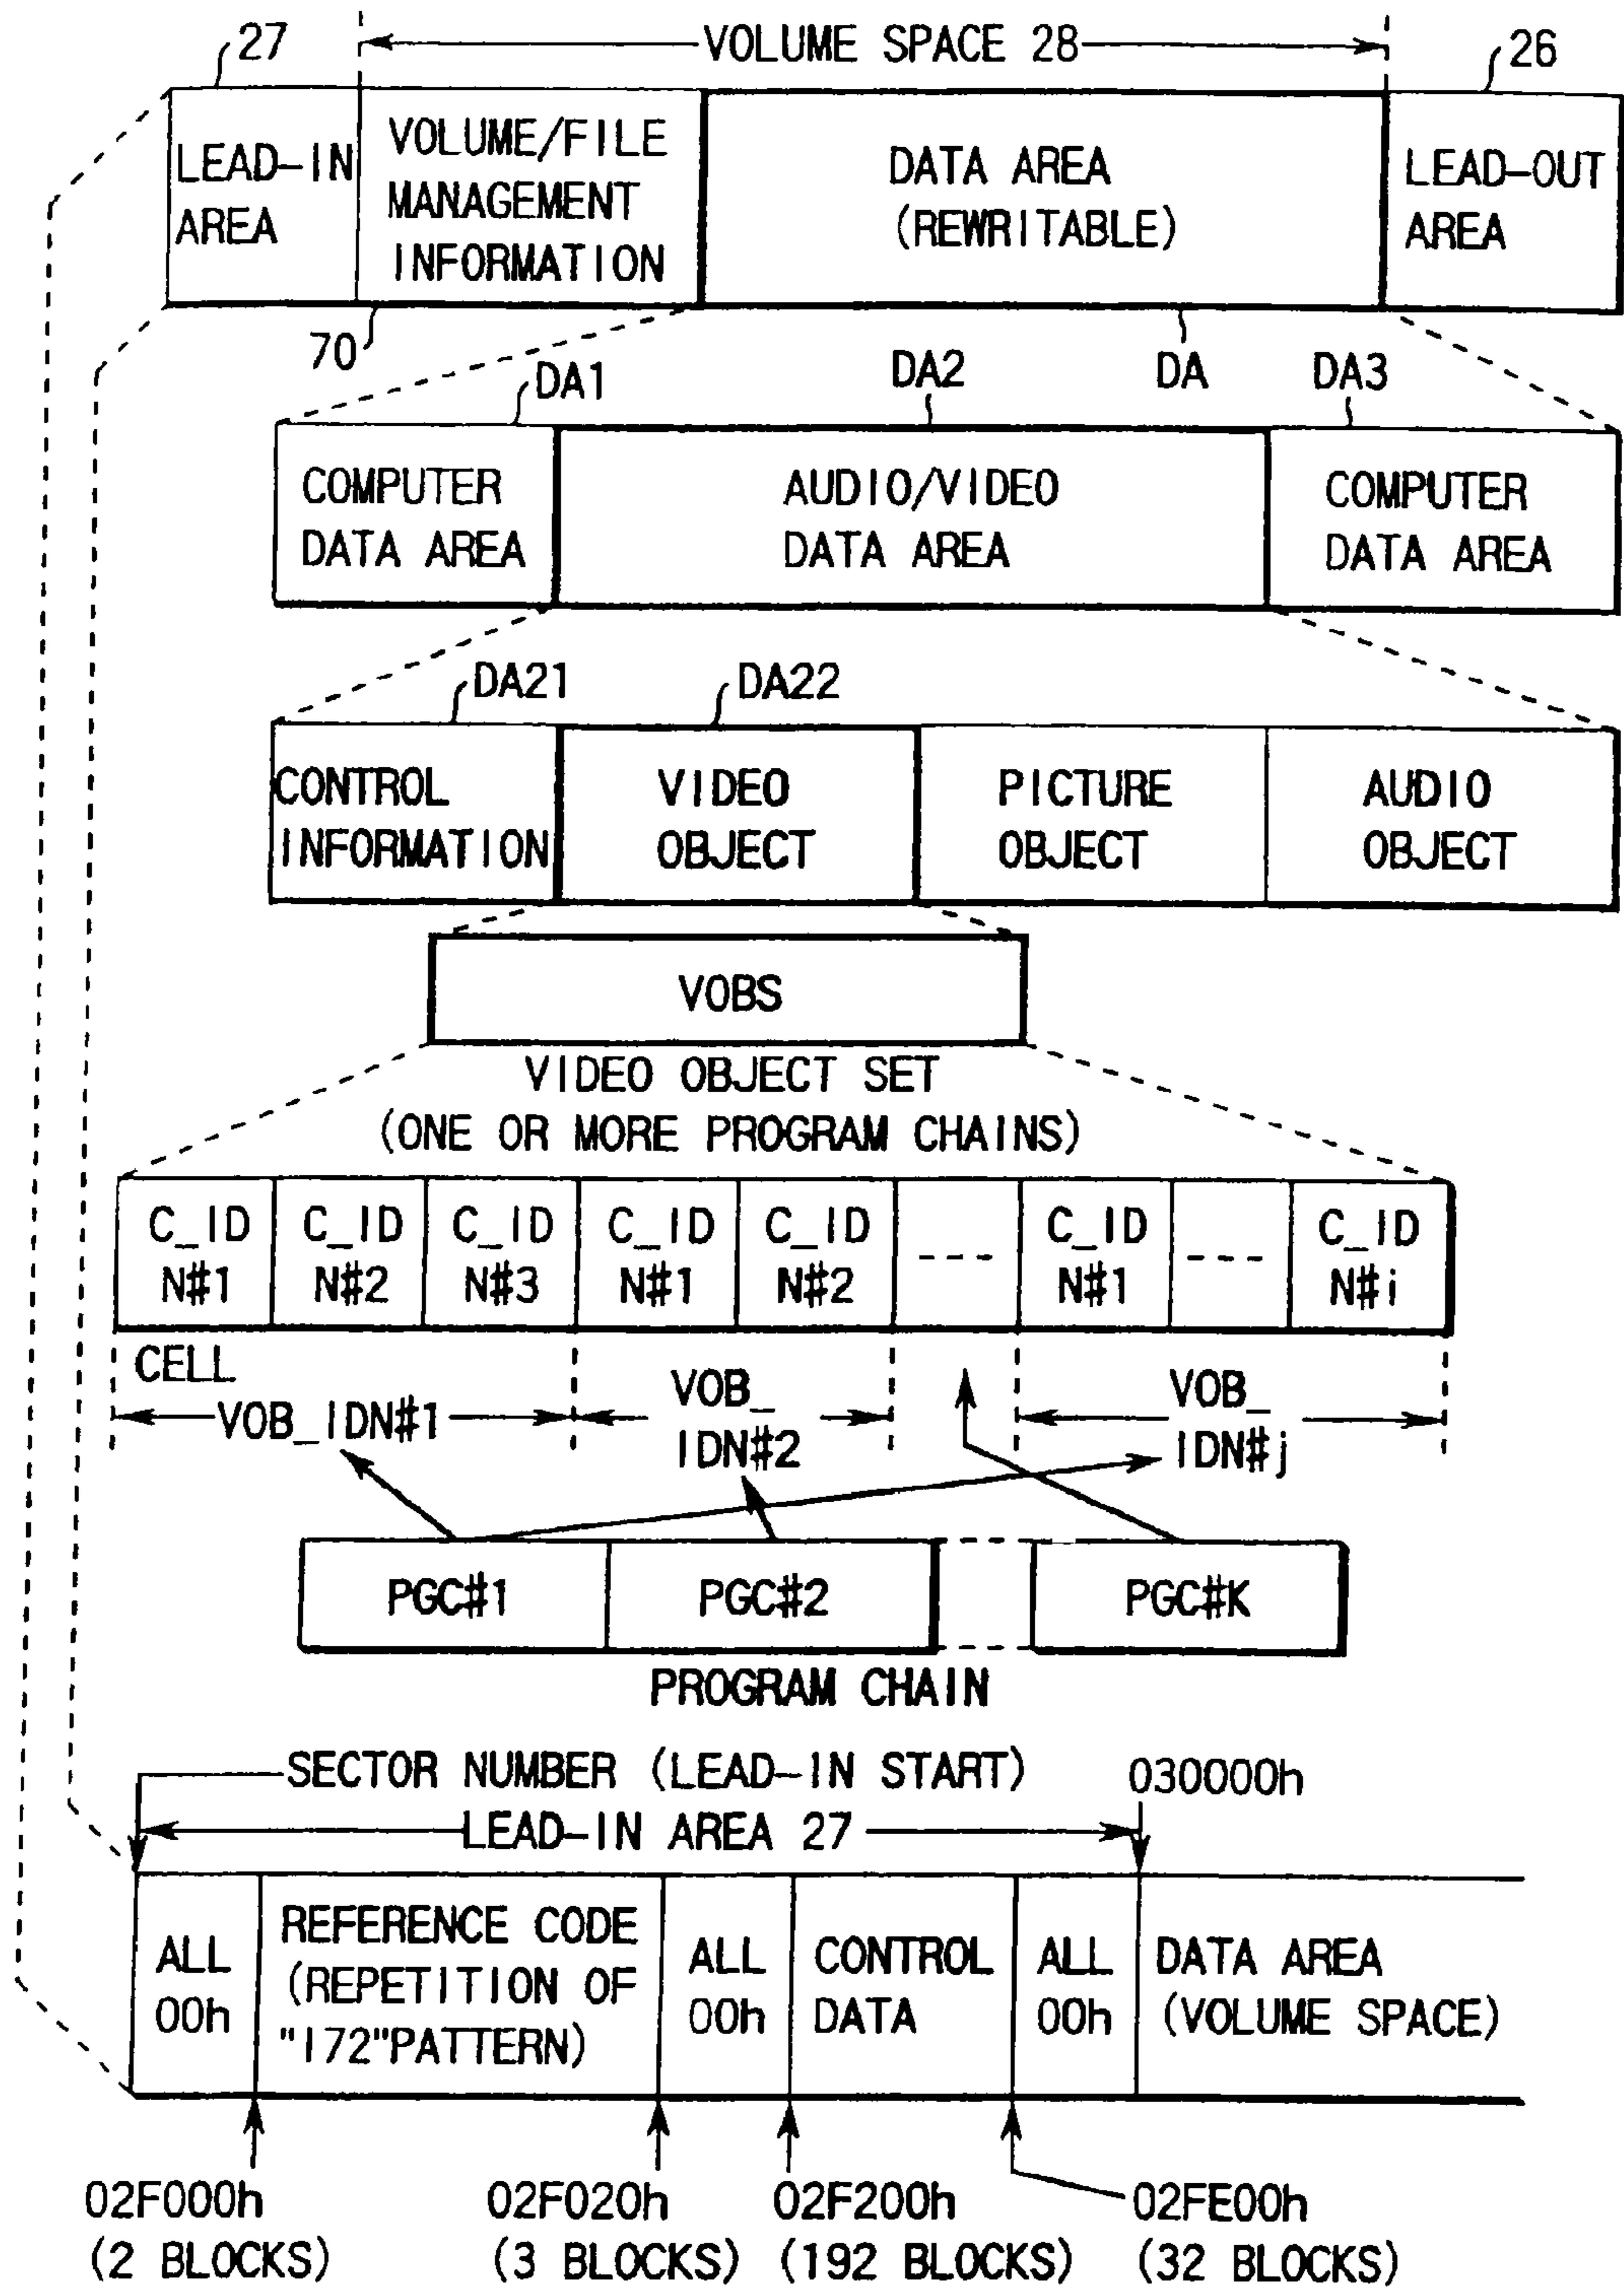 27
VOLUME SPACE 28
26
LEAD-IN
AREA
VOLUME/FILE
MANAGEMENT
INFORMATION
DATA AREA
(REWRITABLE)
LEAD-OUT
AREA
70
DA1
DA2
DA
DA3
COMPUTER
DATA AREA
AUDIO/VIDEO
DATA AREA
COMPUTER
DATA AREA
DA21
DA22
CONTROL
INFORMATION
VIDEO
OBJECT
PICTURE
OBJECT
AUDIO
OBJECT
VOBS
VIDEO OBJECT SET
(ONE OR MORE PROGRAM CHAINS)
C_ID
N#1
C_ID
N#2
C_ID
N#3
C_ID
N#1
C_ID
N#2
----
C_ID
N#1
----
C_ID
N#i
CELL
VOB_IDN#1
VOB_
IDN#2
VOB_
IDN#j
PGC#1
PGC#2
PGC#K
PROGRAM CHAIN
SECTOR NUMBER (LEAD-IN START)
030000h
LEAD-IN AREA 27
ALL
00h
REFERENCE CODE
(REPETITION OF
"172"PATTERN)
ALL
00h
CONTROL
DATA
ALL
00h
DATA AREA
(VOLUME SPACE)
02F000h
(2 BLOCKS)
02F020h
(3 BLOCKS)
02F200h
(192 BLOCKS)
02FE00h
(32 BLOCKS)